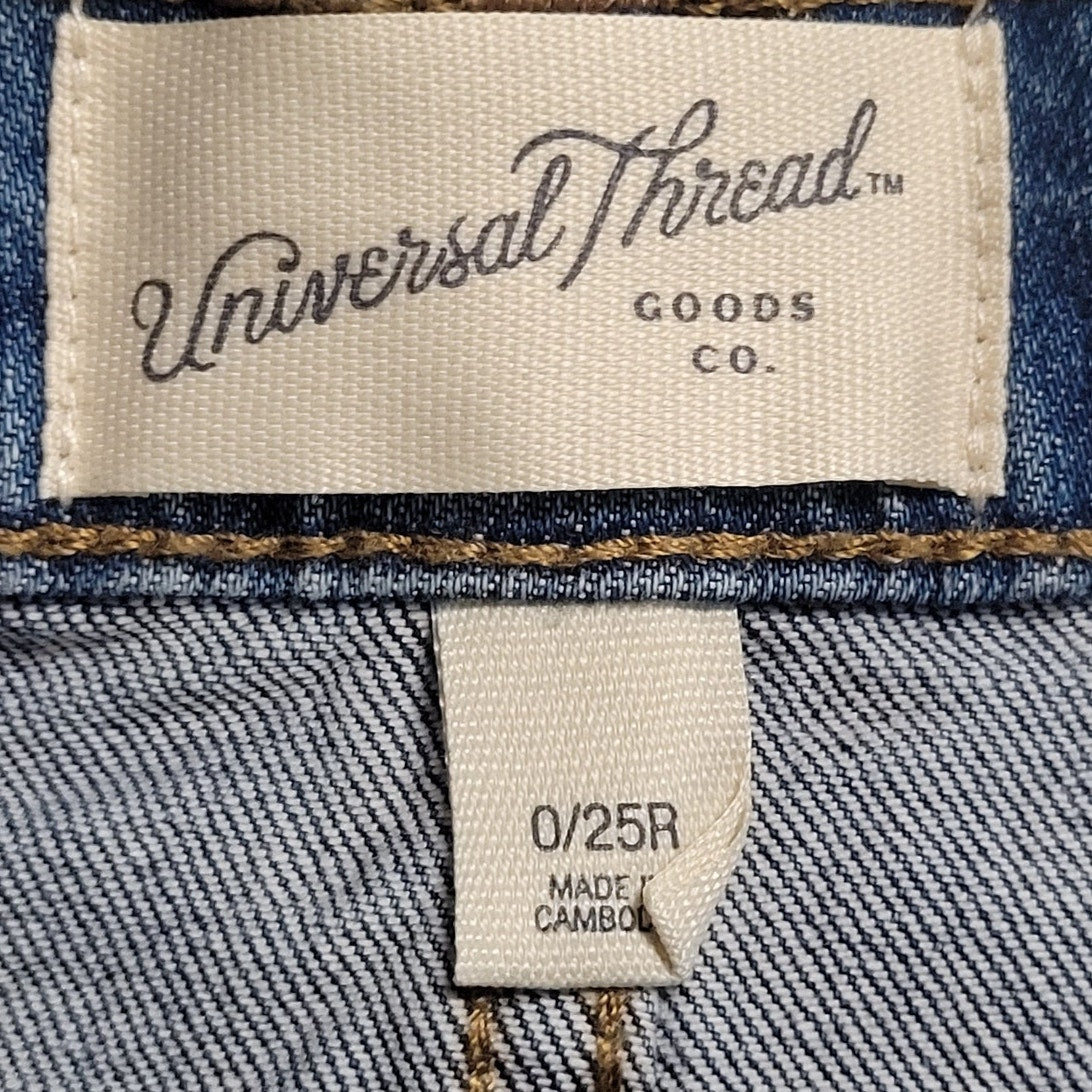 Universal Thread™
GOODS
CO.
0/25R
MADE
CAMBOD